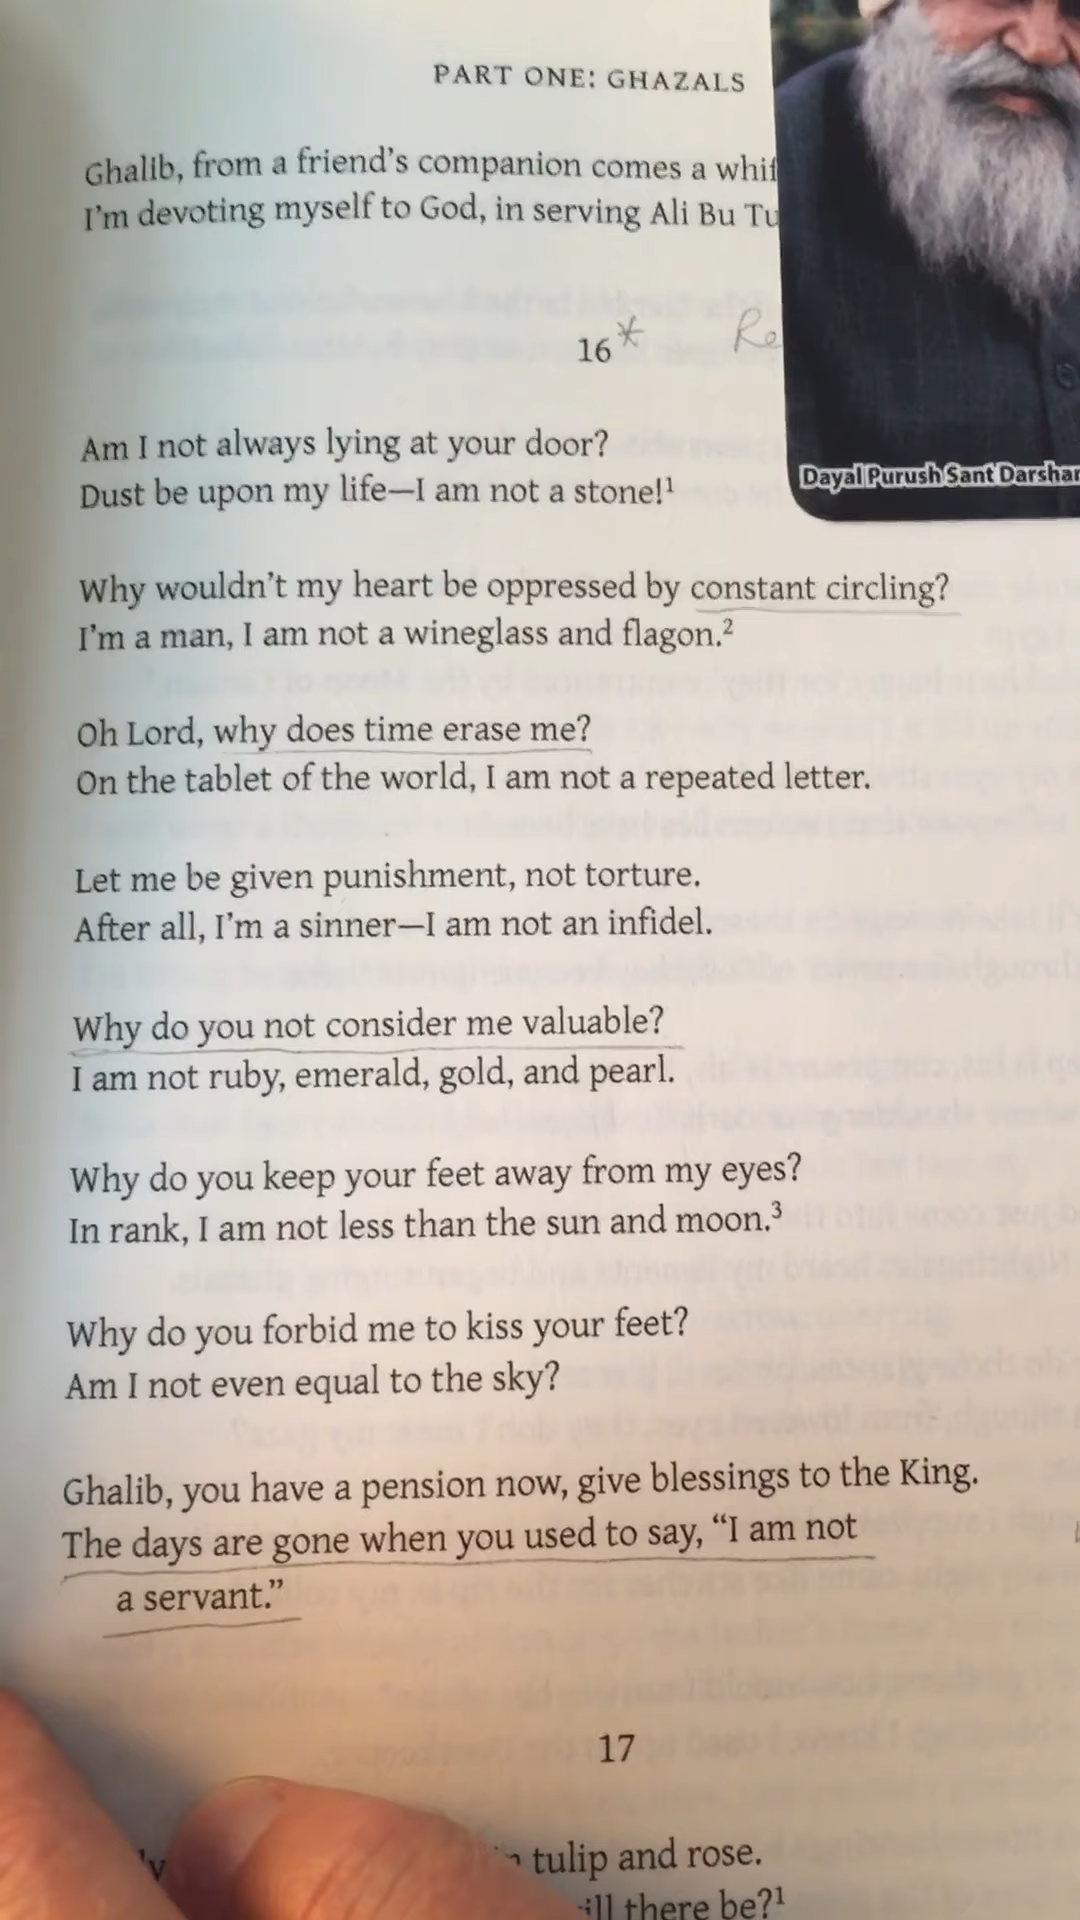 PART ONE: GHAZALS
Ghalib, from a friend's companion comes a
I'm devoting myself to God, in serving Ali Bu
16*
Am I not always lying at your door?
Dust be upon my life—I am not a stone!¹
Dayal Purush Sant
Why wouldn't my heart be oppressed by constant circling?
I'm a man, I am not a wineglass and flagon.²
Oh Lord, why does time erase me?
On the tablet of the world, I am not a repeated letter.
Let me be given punishment, not torture.
After all, I'm a sinner—I am not an infidel.
Why do you not consider me valuable?
I am not ruby, emerald, gold, and pearl.
Why do you keep your feet away from my eyes?
In rank, I am not less than the sun and moon.³
Why do you forbid me to kiss your feet?
Am I not even equal to the sky?
Ghalib, you have a pension now, give blessings to the King.
The days are gone when you used to say, “I am not
a servant.”
17
tulip and rose.
there be?¹